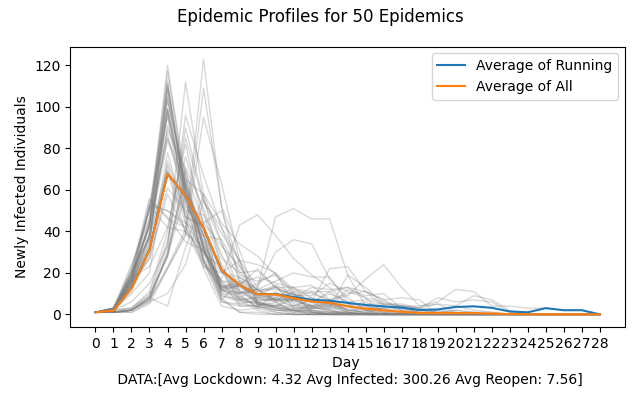 Epidemic Profiles for 50 Epidemics
Average of Running
Average of All
Newly Infected Individuals
120
100
80
60
40
20
0
0 1 2 3 4 5 6 7 8 9 10 11 12 13 14 15 16 17 18 19 20 21 22 23 24 25 26 27 28
Day
DATA:[Avg Lockdown: 4.32 Avg Infected: 300.26 Avg Reopen: 7.56]